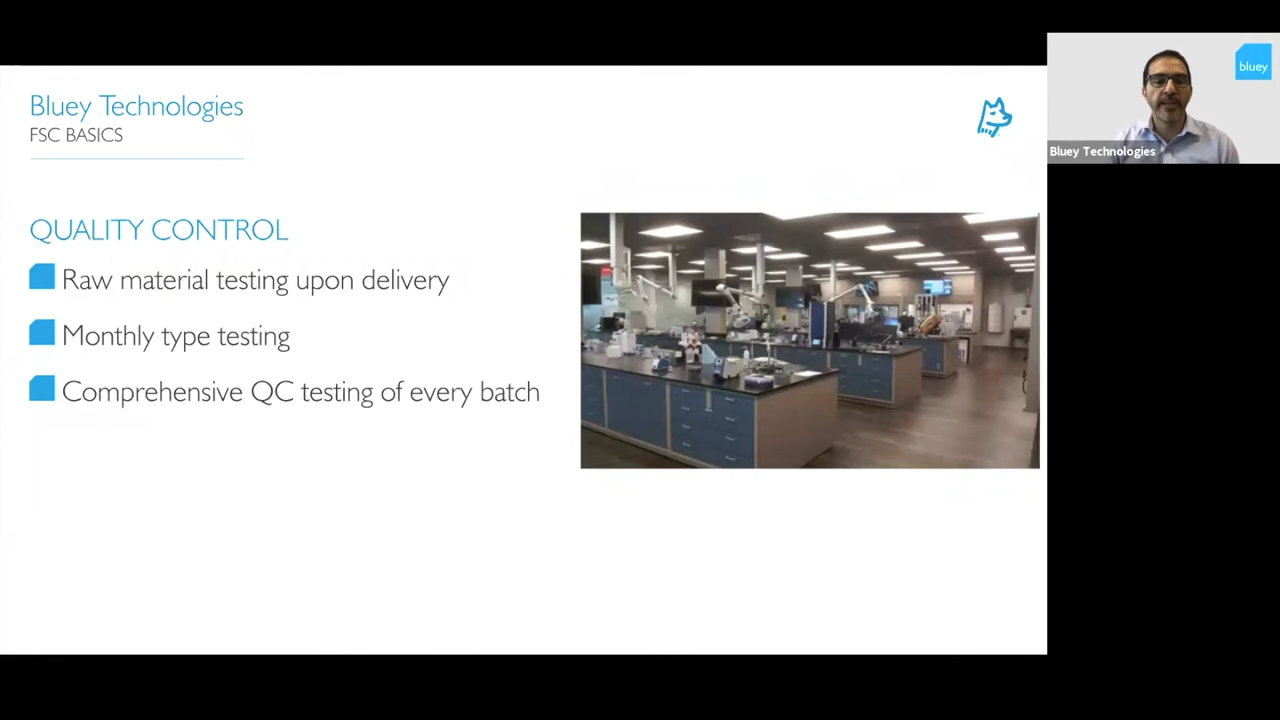 Bluey Technologies
FSC BASICS
QUALITY CONTROL
Raw material testing upon delivery
Monthly type testing
Comprehensive QC testing of every batch
bluey
Bluey Technologies